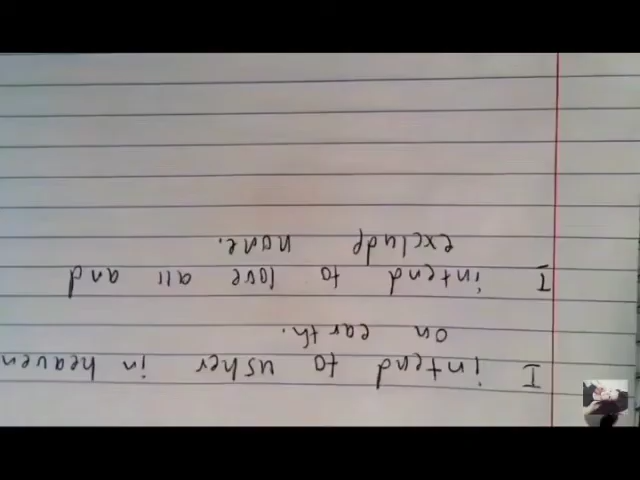 I intend to usher in heaven
on earth.
I intend to love all and
exclude none.